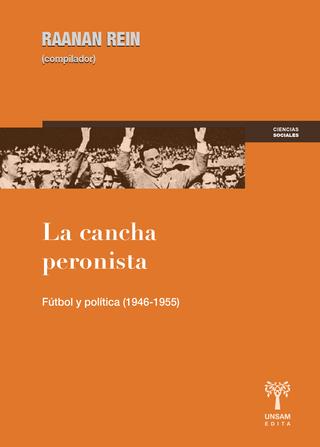 RAANAN REIN
(compilador)
CIENCIAS
SOCIALES
La cancha
peronista
Fútbol y política (1946-1955)
UNSAM
EDITA